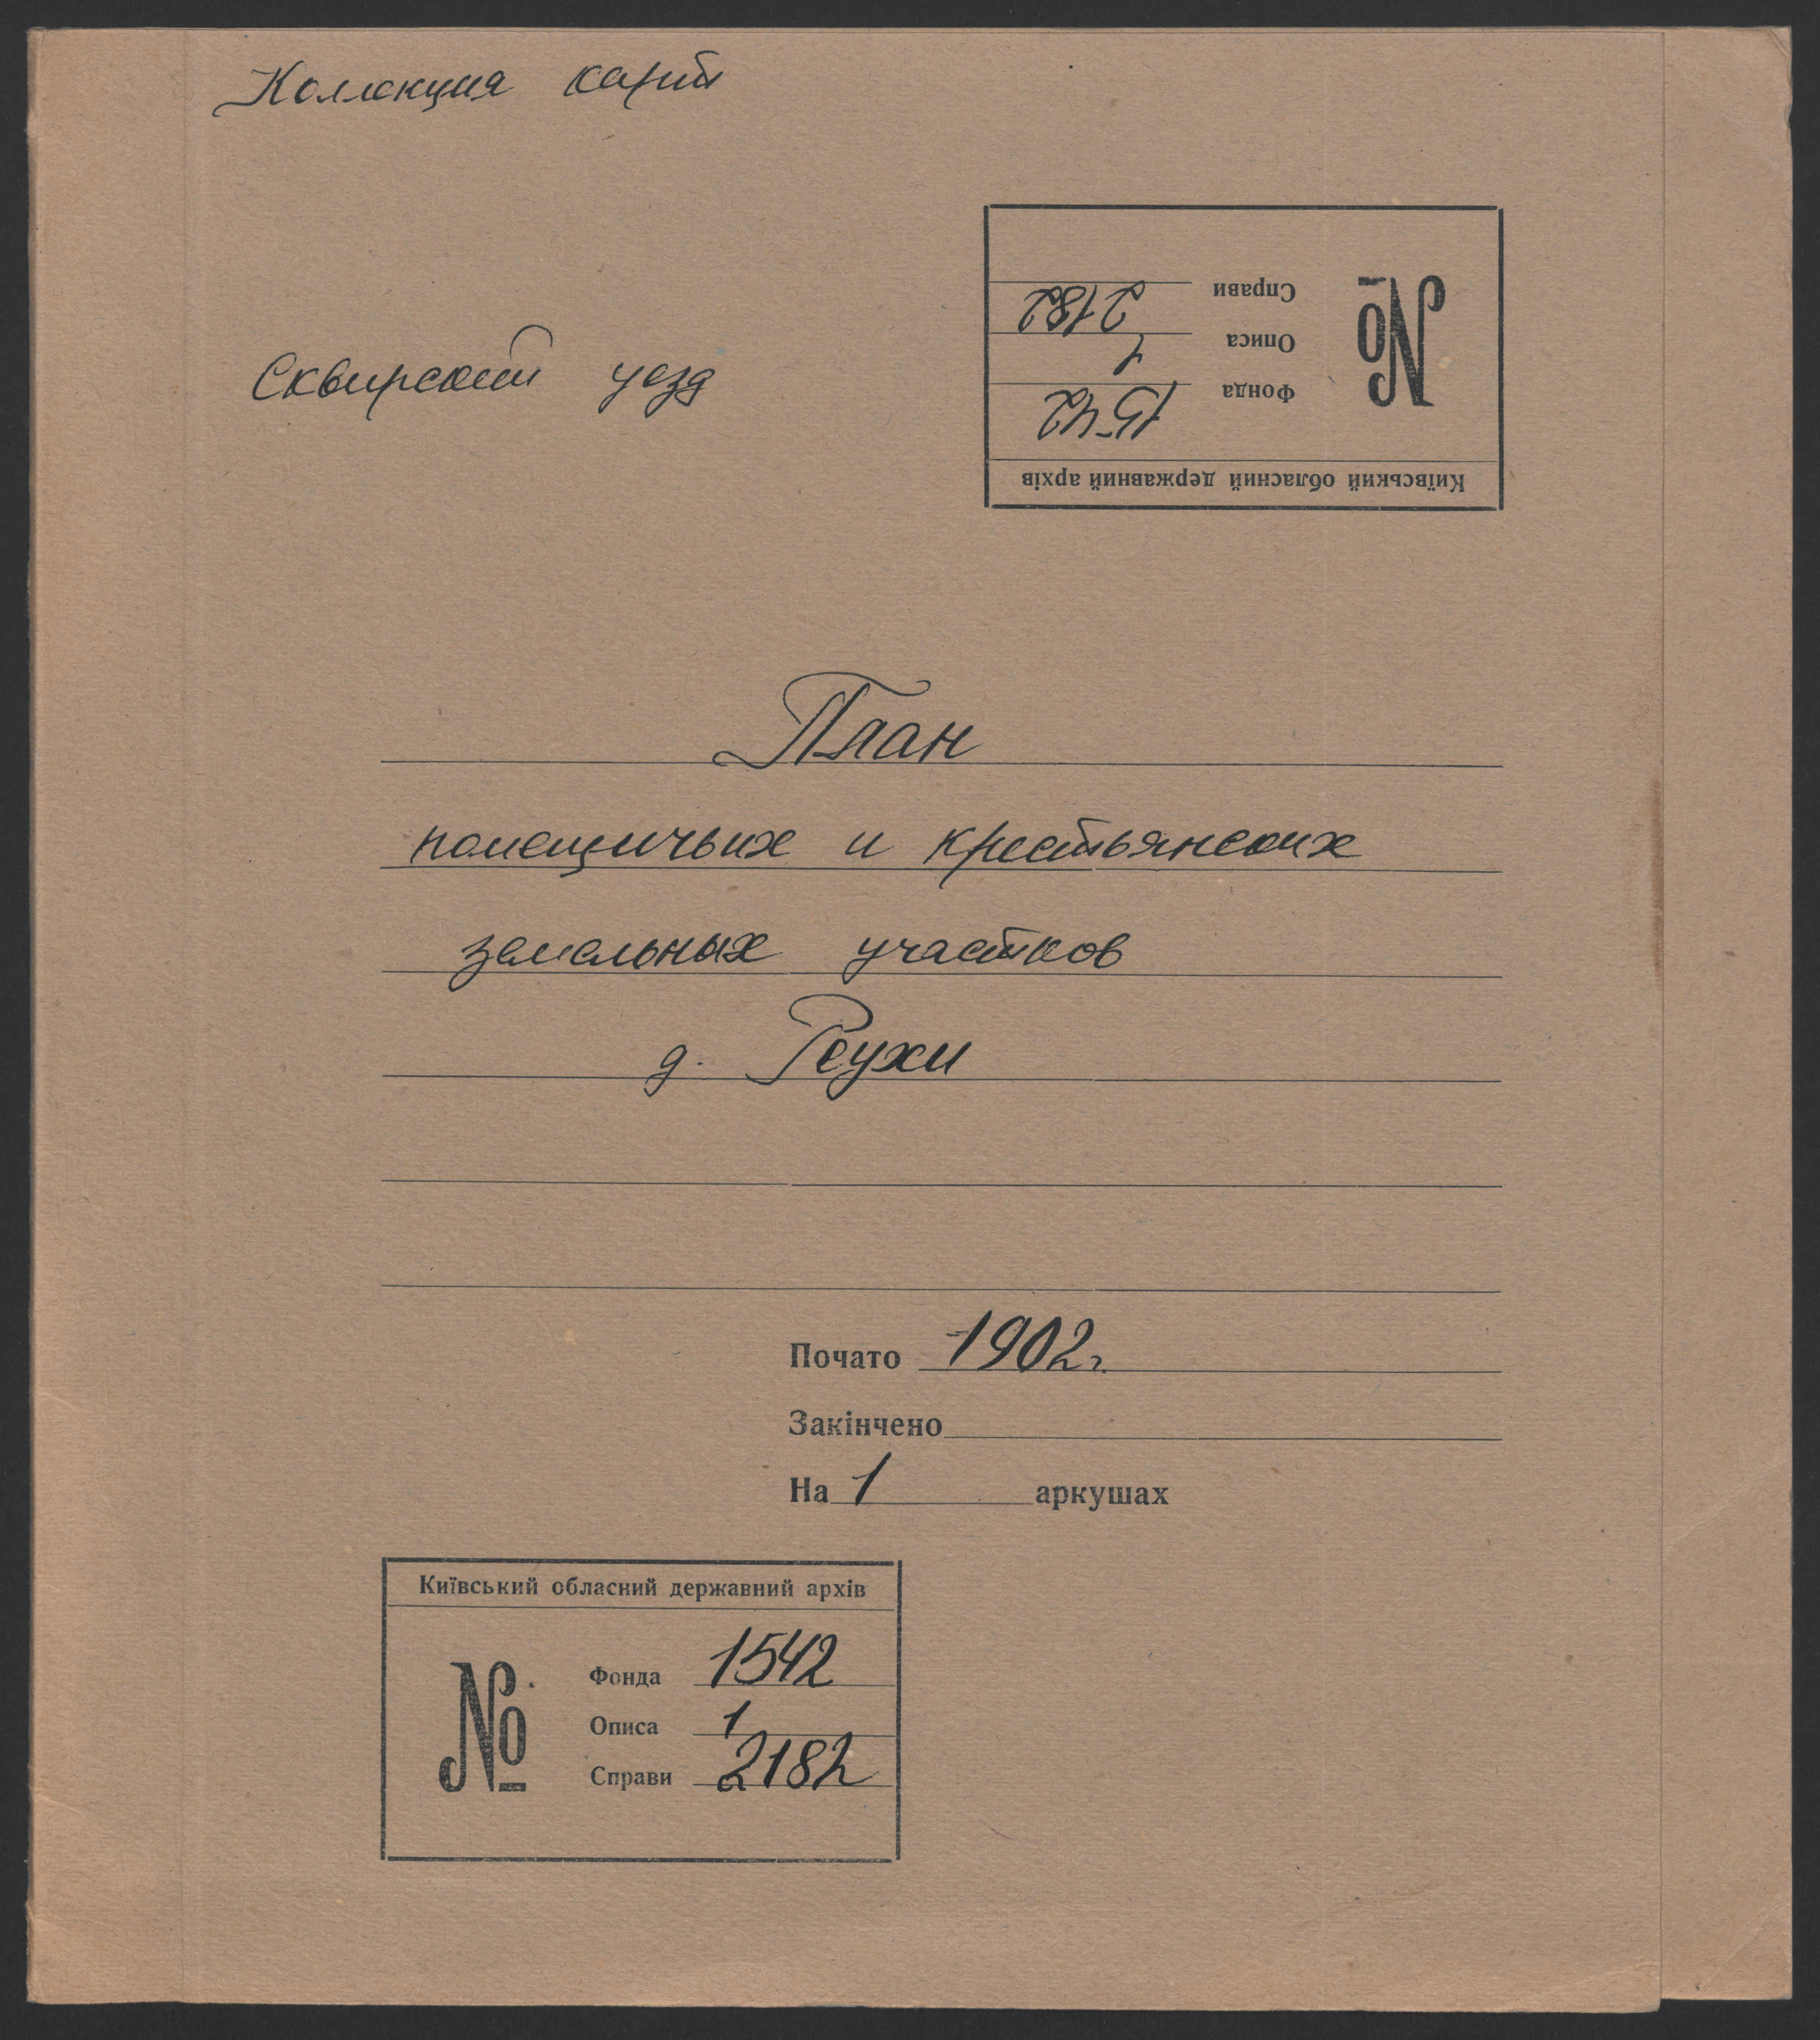 Коллекция карт
Сквирский уезд
Київський обласний державний архів
№
Фонда 1542
Описа 1
Справи 2182
План
помещичьих и крестьянских
земельных участков
д. Реухи
Почато 1902 г.
Закінчено
На 1 аркушах
Київський обласний державний архів
№
Фонда 1542
Описа 1
Справи 2182